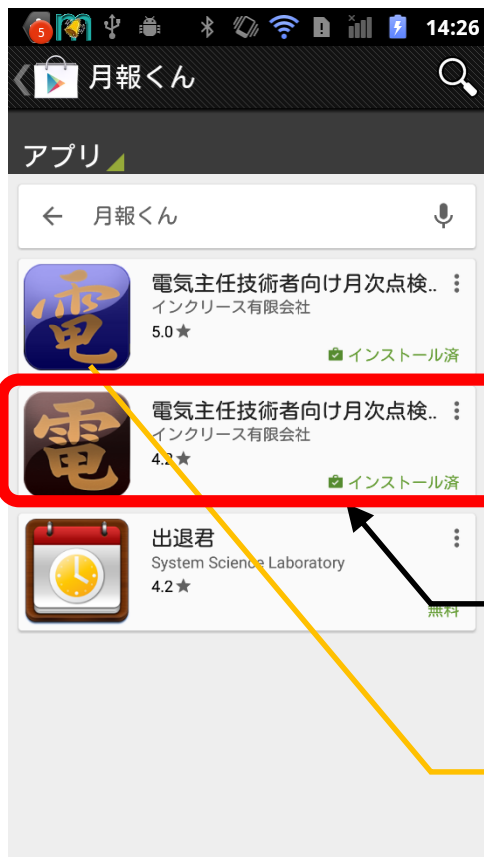 5 14:26
月報くん
アプリ
月報くん
電 電気主任技術者向け月次点検..
インクリース有限会社
5.0★
インストール済
電 電気主任技術者向け月次点検..
インクリース有限会社
4.2★
インストール済
出退君
System Science Laboratory
4.2★
無料